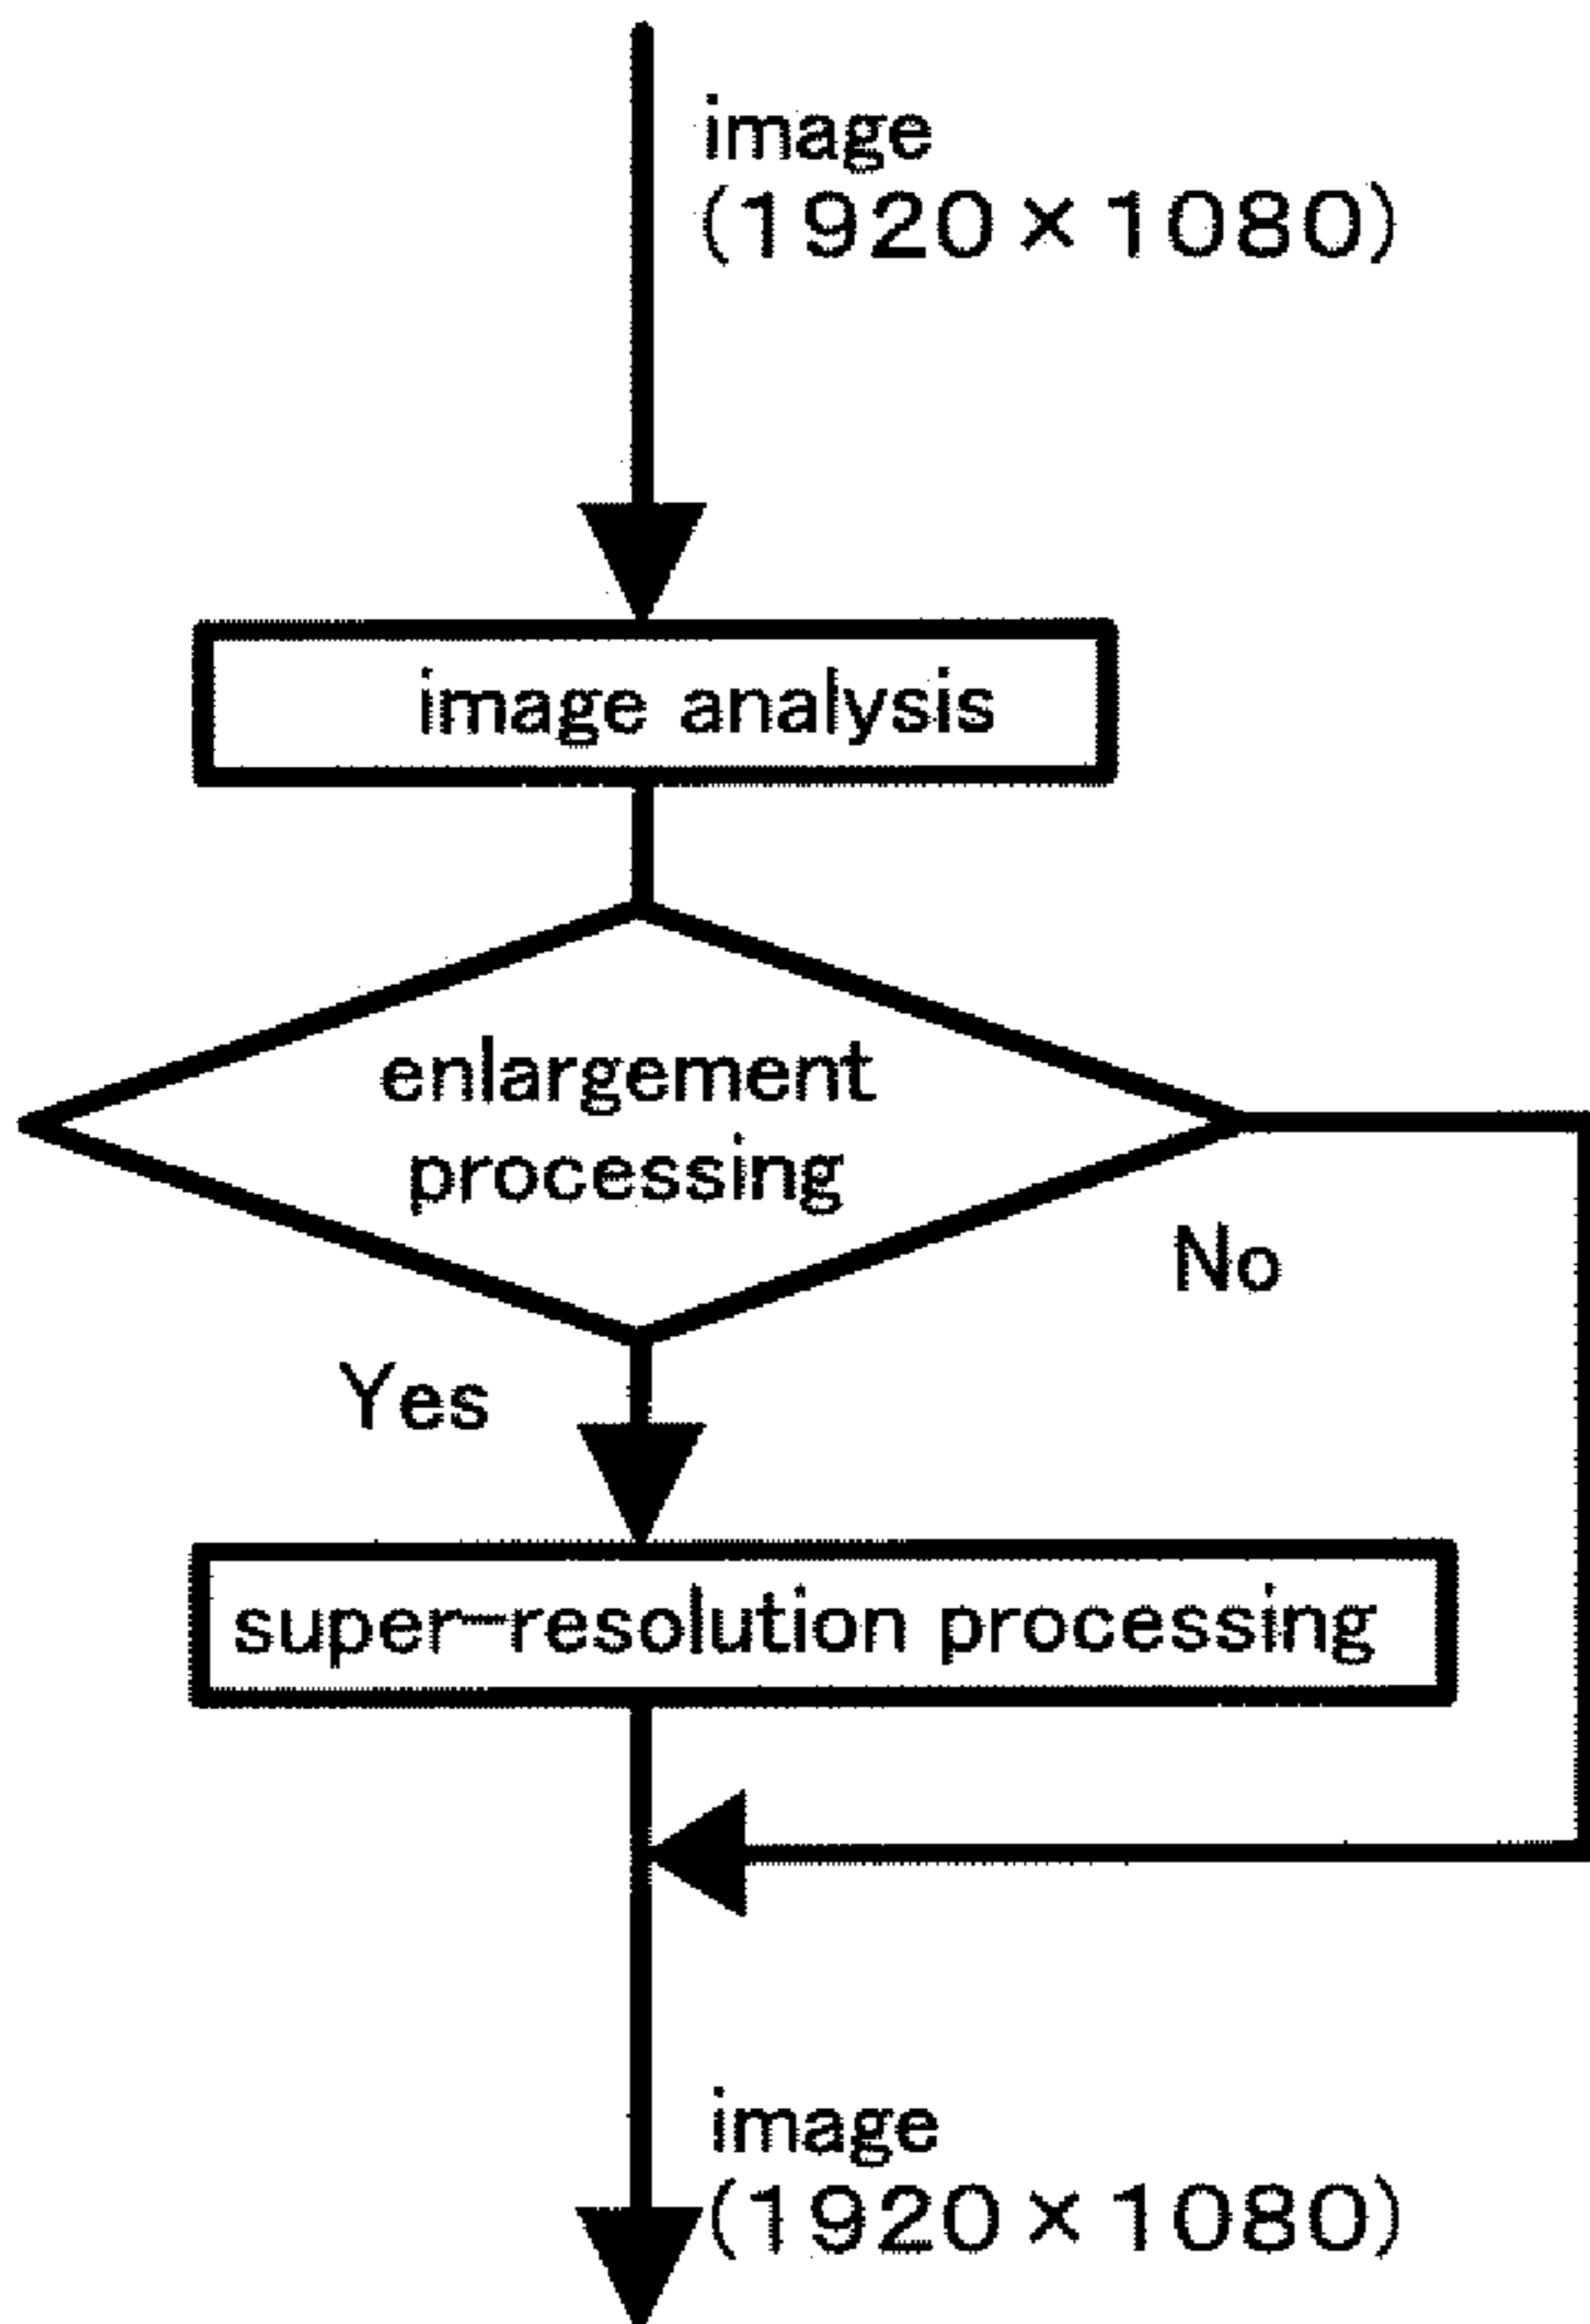 image
(1920×1080)
image analysis
enlargement
processing
No
Yes
super-resolution processing
image
(1920×1080)